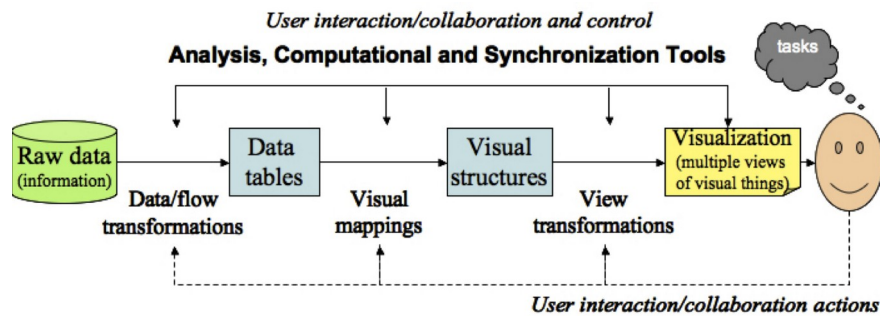 User interaction/collaboration and control
Analysis, Computational and Synchronization Tools
tasks
Raw data
(information)
Data
tables
Visual
structures
Visualization
(multiple views
of visual things)
Data/flow
transformations
Visual
mappings
View
transformations
User interaction/collaboration actions